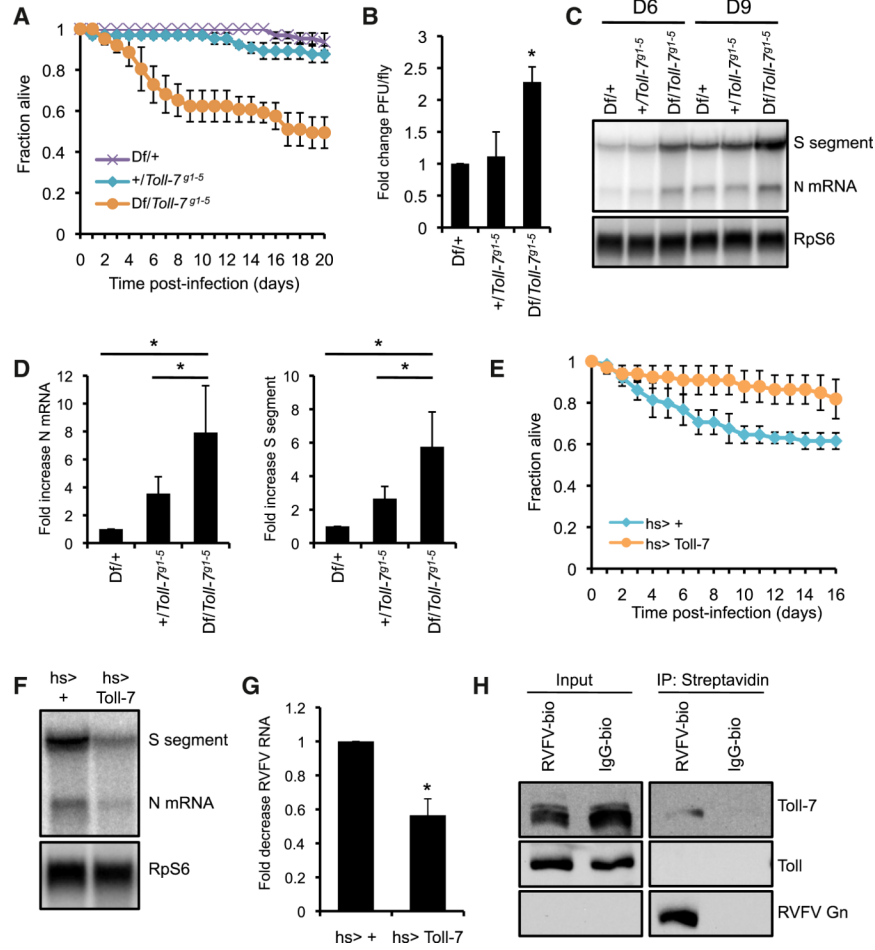 A
Fraction alive
1
0.8
0.6
0.4
0.2
0
Df/+
+/Toll-7 g1-5
Df/Toll-7 g1-5
0 2 4 6 8 10 12 14 16 18 20
Time post-infection (days)
B
Fold change PFU/fly
3
2.5
2
1.5
1
0.5
0
*
Df/+
+/Toll-7g1-5
Df/Toll-7g1-5
C
D6 D9
Df/+
+/Toll-7g1-5
Df/Toll-7g1-5
Df/+
+/Toll-7g1-5
Df/Toll-7g1-5
S segment
N mRNA
RpS6
D
Fold increase N mRNA
12
10
8
6
4
2
0
*
*
Df/+
+/Toll-7g1-5
Df/Toll-7g1-5
Fold increase S segment
10
8
6
4
2
0
*
*
Df/+
+/Toll-7g1-5
Df/Toll-7g1-5
E
Fraction alive
1
0.8
0.6
0.4
0.2
0
hs> +
hs> Toll-7
0 2 4 6 8 10 12 14 16
Time post-infection (days)
F
hs> hs>
+ Toll-7
S segment
N mRNA
RpS6
G
Fold decrease RVFV RNA
1.2
1
0.8
0.6
0.4
0.2
0
*
hs> + hs> Toll-7
H
Input IP: Streptavidin
RVFV-bio
IgG-bio
RVFV-bio
IgG-bio
Toll-7
Toll
RVFV Gn